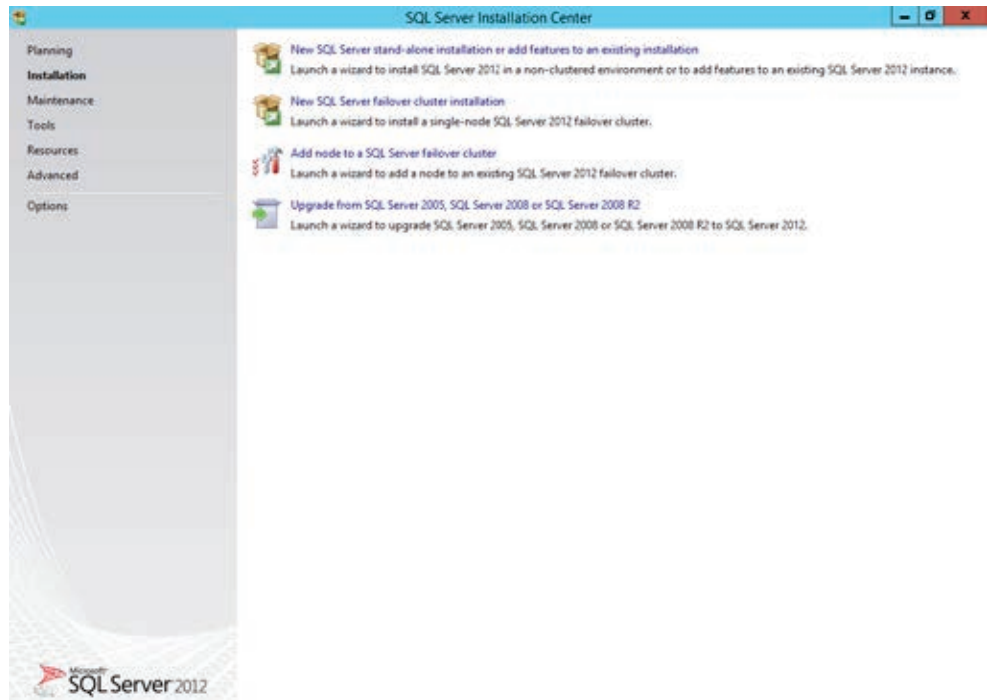 SQL Server Installation Center
Planning
Installation
Maintenance
Tools
Resources
Advanced
Options
New SQL Server stand-alone installation or add features to an existing installation
Launch a wizard to install SQL Server 2012 in a non-clustered environment or to add features to an existing SQL Server 2012 instance.
New SQL Server failover cluster installation
Launch a wizard to install a single-node SQL Server 2012 failover cluster.
Add node to a SQL Server failover cluster
Launch a wizard to add a node to an existing SQL Server 2012 failover cluster.
Upgrade from SQL Server 2005, SQL Server 2008 or SQL Server 2008 R2
Launch a wizard to upgrade SQL Server 2005, SQL Server 2008 or SQL Server 2008 R2 to SQL Server 2012.
Microsoft
SQL Server 2012